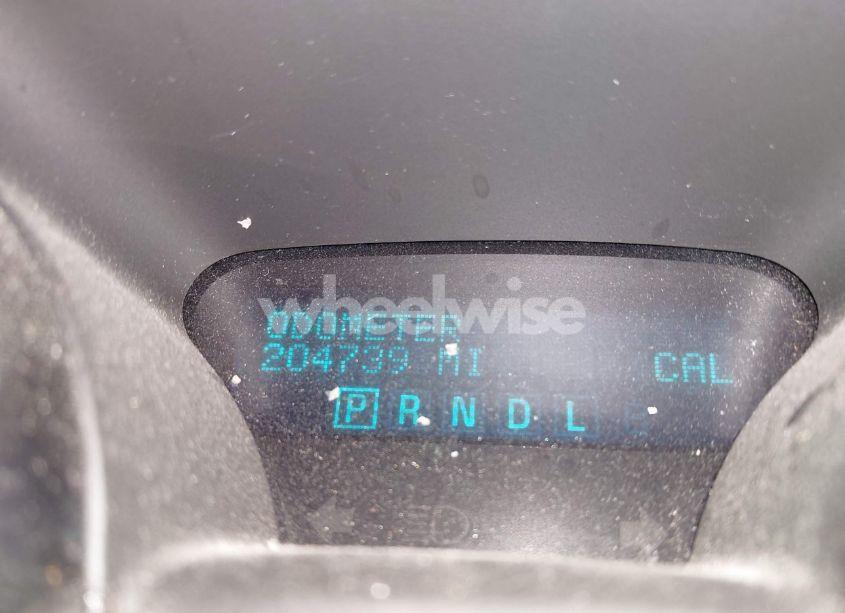 wheelwise
ODOMETER
204739 MI CAL
P R N D L